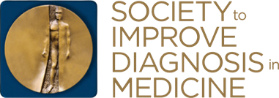 SOCIETY to
IMPROVE
DIAGNOSIS in
MEDICINE